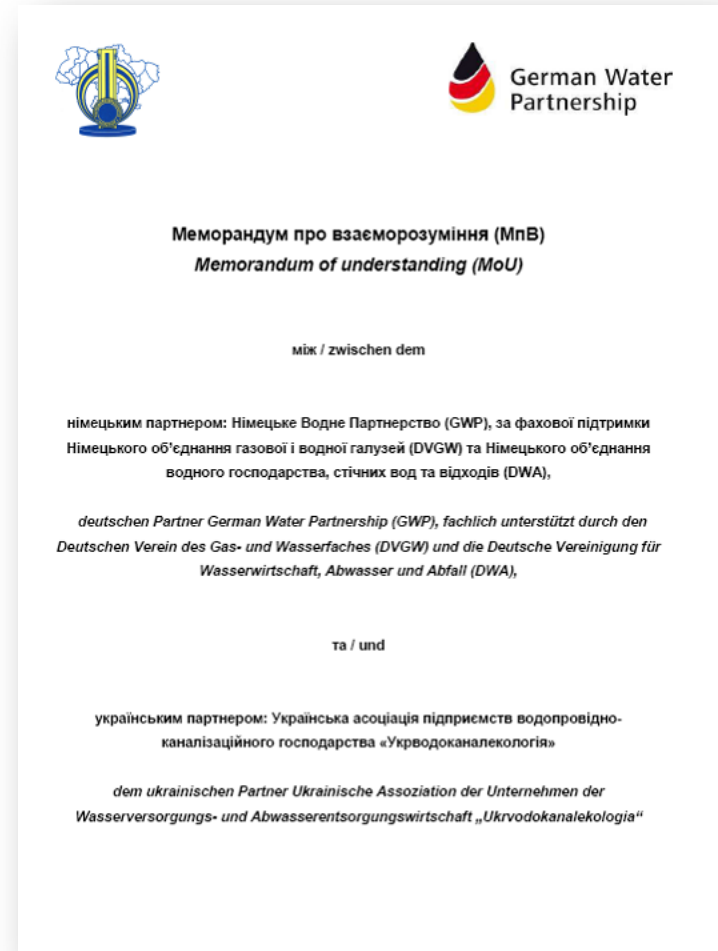 German Water
Partnership
Меморандум про взаєморозуміння (МпВ)
Memorandum of understanding (MoU)
між / zwischen dem
німецьким партнером: Німецьке Водне Партнерство (GWP), за фахової підтримки
Німецького об’єднання газової і водної галузей (DVGW) та Німецького об’єднання
водного господарства, стічних вод та відходів (DWA),
deutschen Partner German Water Partnership (GWP), fachlich unterstützt durch den
Deutschen Verein des Gas- und Wasserfaches (DVGW) und die Deutsche Vereinigung für
Wasserwirtschaft, Abwasser und Abfall (DWA),
та / und
українським партнером: Українська асоціація підприємств водопровідно-
каналізаційного господарства «Укрводоканалекологія»
dem ukrainischen Partner Ukrainische Assoziation der Unternehmen der
Wasserversorgungs- und Abwasserentsorgungswirtschaft „Ukrvodokanalekologia“